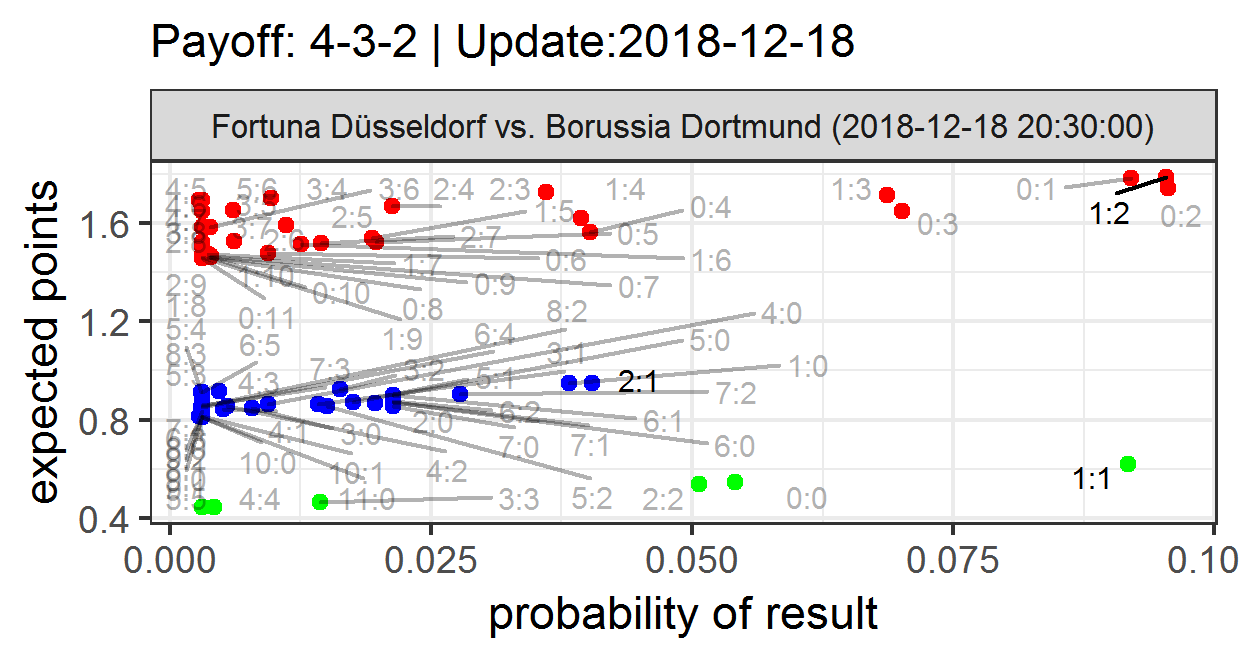 Payoff: 4-3-2 | Update:2018-12-18
Fortuna Düsseldorf vs. Borussia Dortmund (2018-12-18 20:30:00)
expected points
1.6
1.2
0.8
0.4
4:5 5:6 3:4 3:6 2:4 2:3 1:4 1:3 0:1
2:5 1:5 0:4 1:2 0:2
3:7 2:7 0:5 0:3
1:7 0:6 1:6
2:9 1:10 0:10 0:9 0:7
1:8 0:11 0:8 8:2 4:0
5:4 6:5 1:9 6:4 5:0
8:3 7:3 3:2 3:1 1:0
5:3 4:3 5:1 2:1 7:2
4:1 3:0 2:0 6:2 6:1
10:0 10:1 4:2 7:0 7:1 6:0
5:5 4:4 11:0 3:3 5:2 2:2 0:0 1:1
0.000 0.025 0.050 0.075 0.10
probability of result